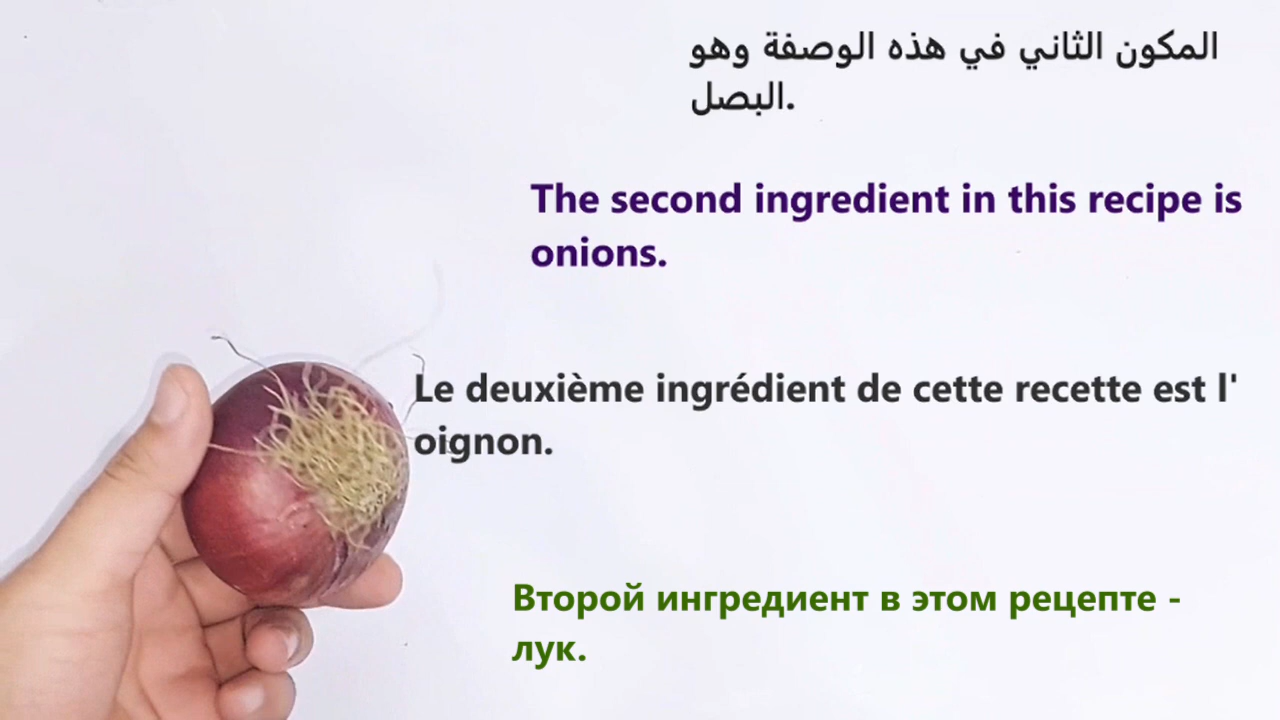 المكون الثاني في هذه الوصفة وهو
البصل.
The second ingredient in this recipe is
onions.
Le deuxième ingrédient de cette recette est l'
oignon.
Второй ингредиент в этом рецепте -
лук.